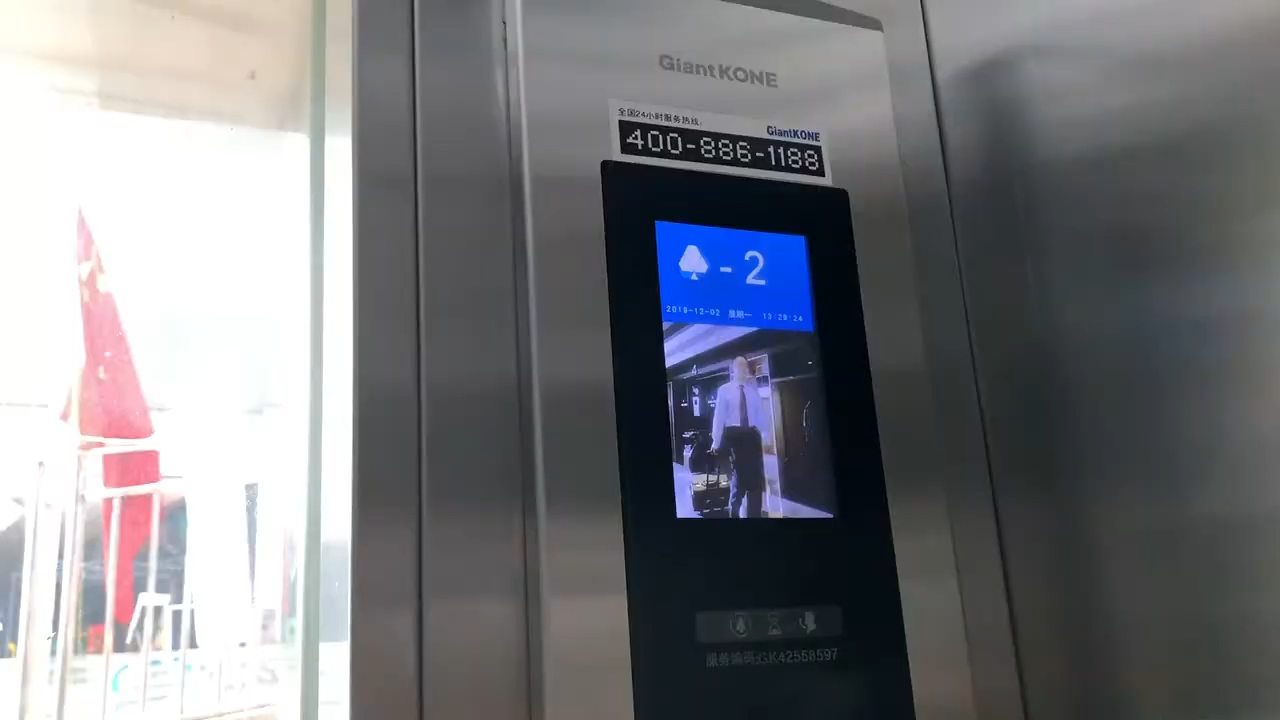 GiantKONE
全国24小时服务热线:
GiantKONE
400-886-1188
-2
2019-12-02 星期一 13:29:24
4
服务编码:GK42558597